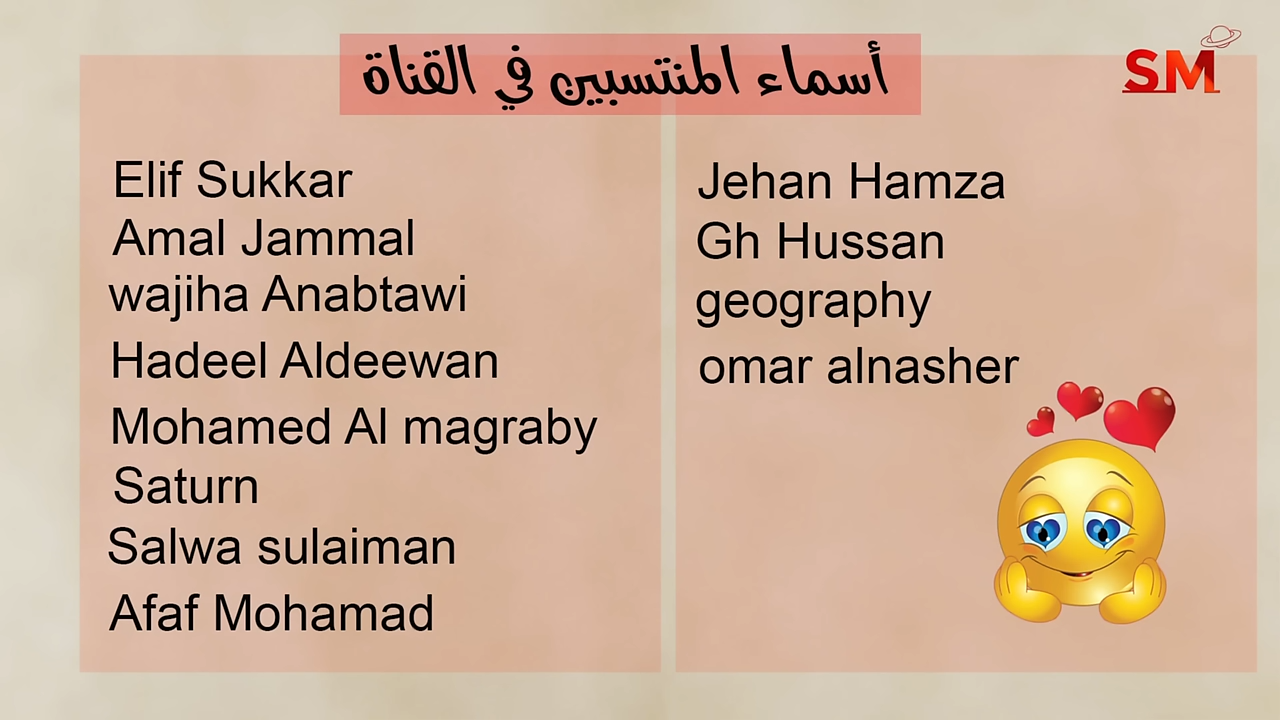 أسماء المنتسبين في القناة
SM
Elif Sukkar
Amal Jammal
wajiha Anabtawi
Hadeel Aldeewan
Mohamed Al magraby
Saturn
Salwa sulaiman
Afaf Mohamad
Jehan Hamza
Gh Hussan
geography
omar alnasher